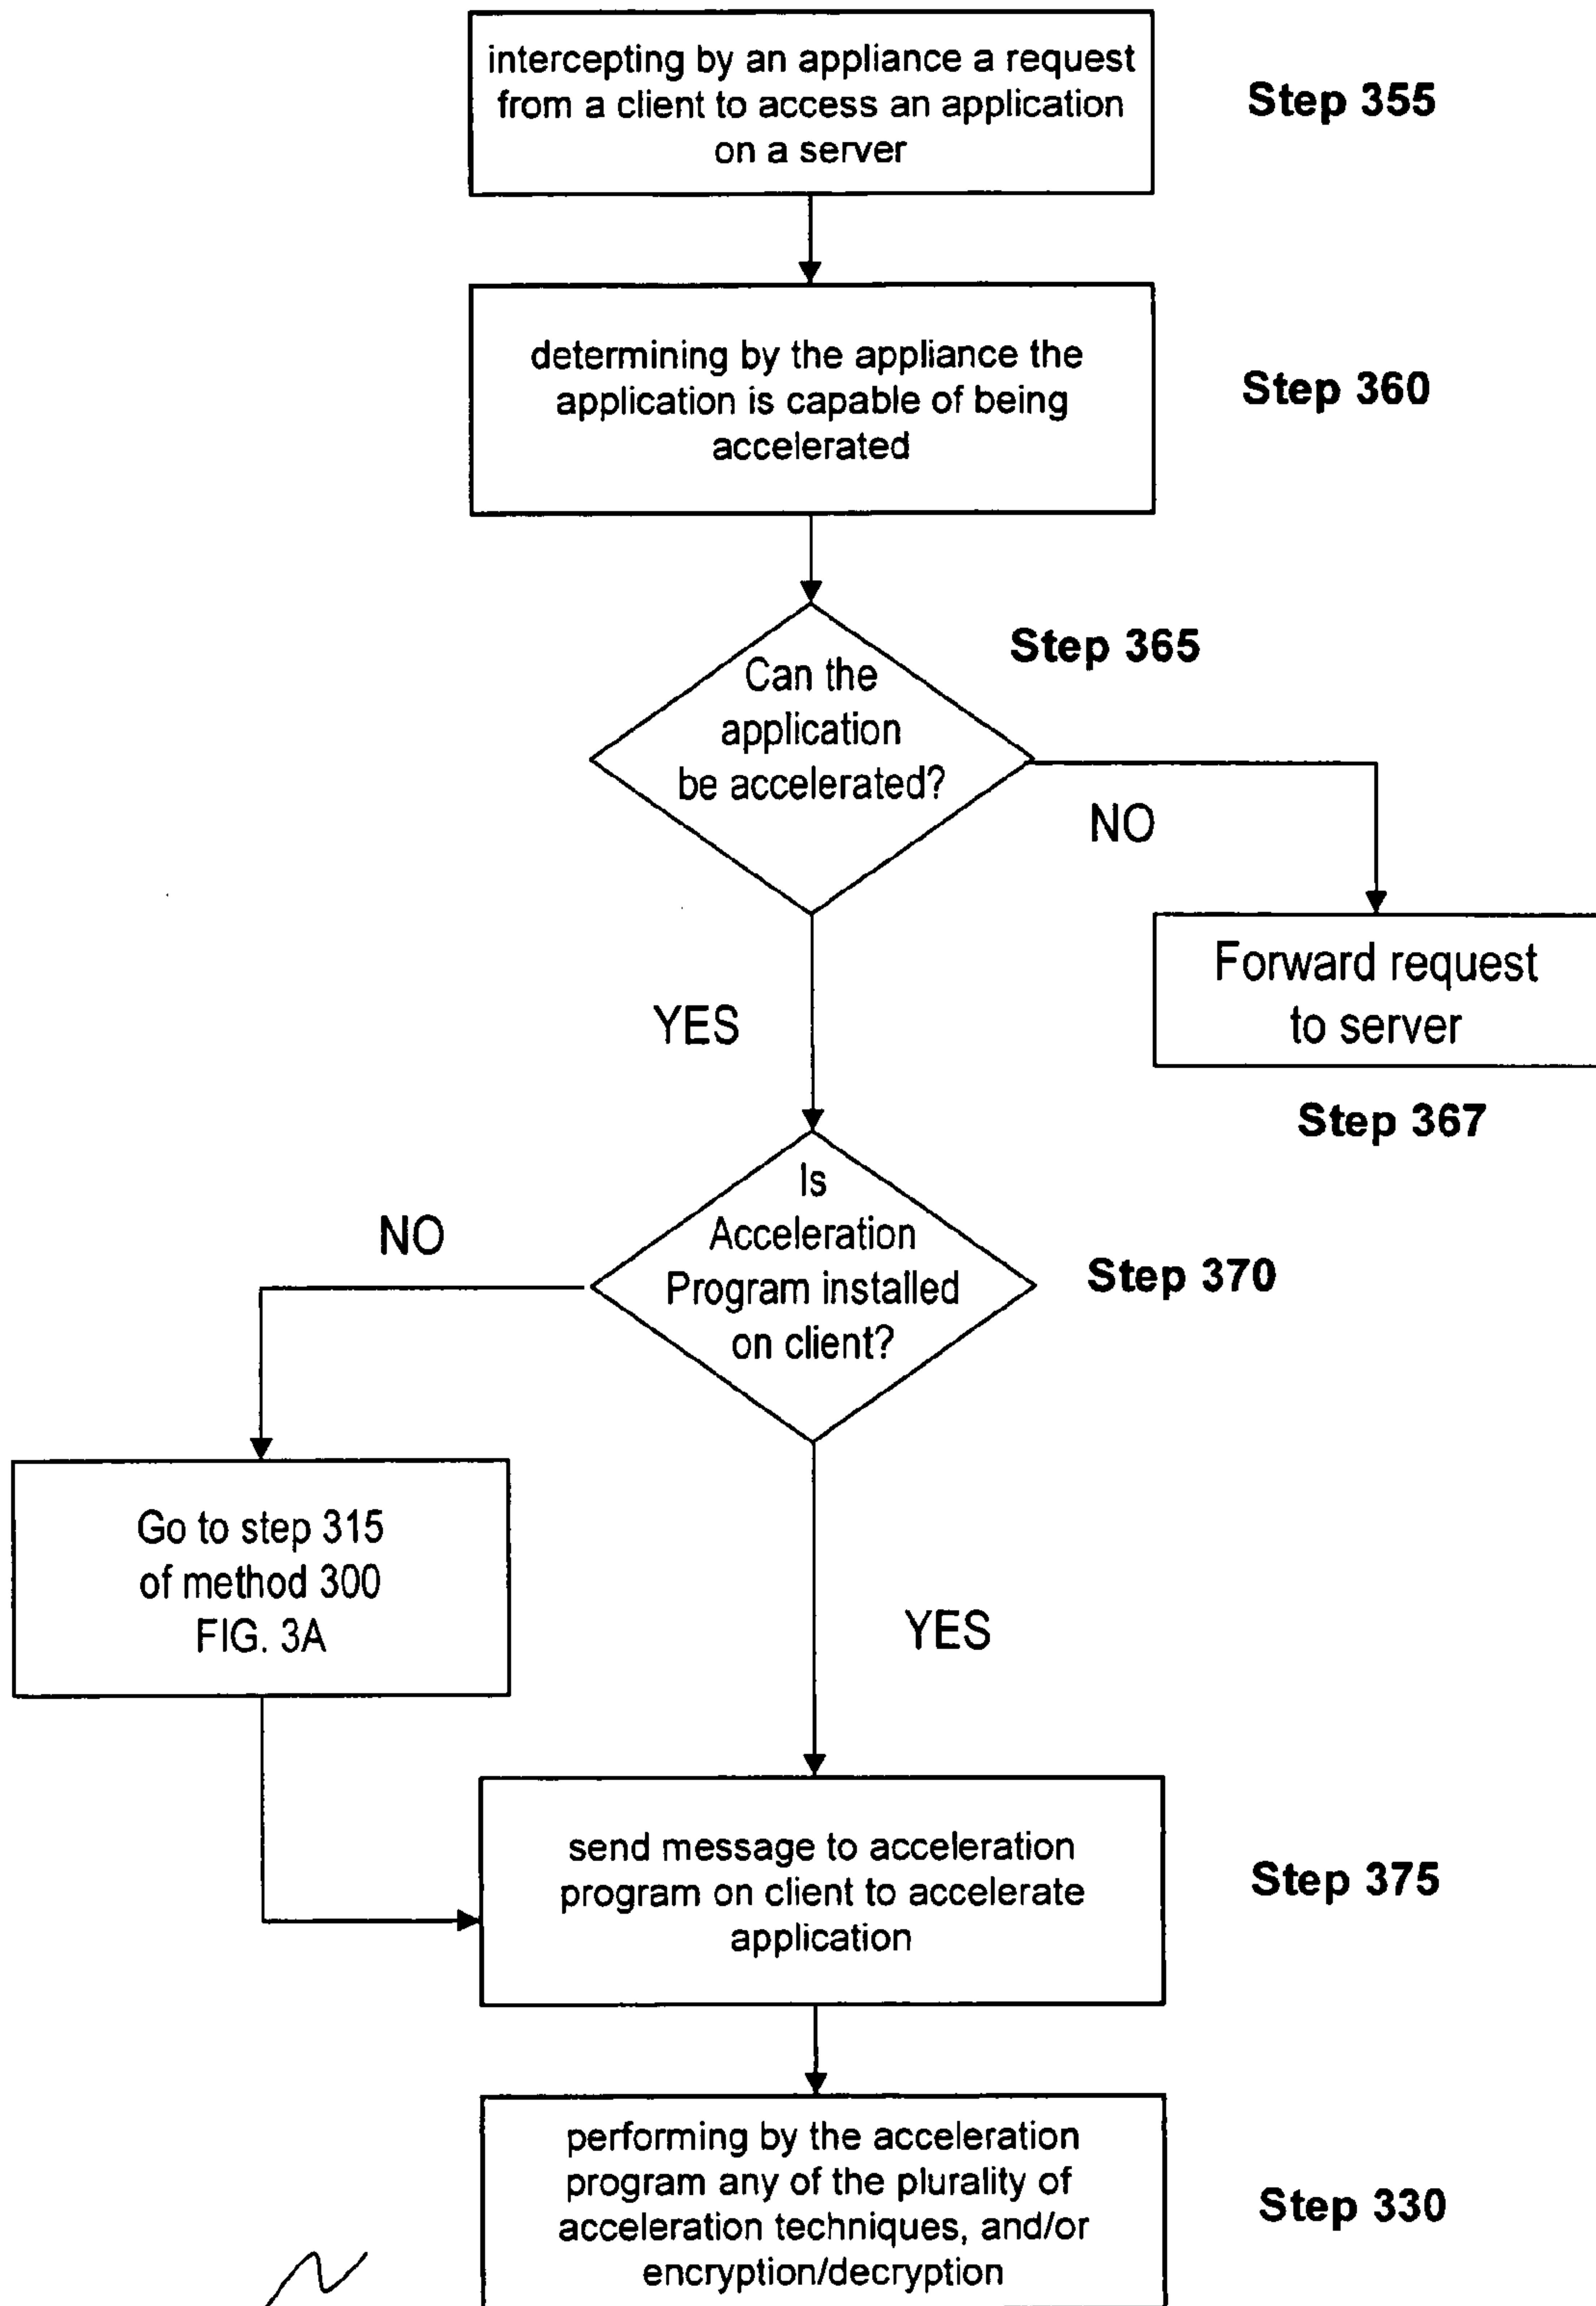 intercepting by an appliance a request
from a client to access an application
on a server
Step 355
determining by the appliance the
application is capable of being
accelerated
Step 360
Step 365
Can the
application
be accelerated?
NO
Forward request
to server
Step 367
YES
Is
Acceleration
Program installed
on client?
Step 370
NO
Go to step 315
of method 300
FIG. 3A
YES
send message to acceleration
program on client to accelerate
application
Step 375
performing by the acceleration
program any of the plurality of
acceleration techniques, and/or
encryption/decryption
Step 330